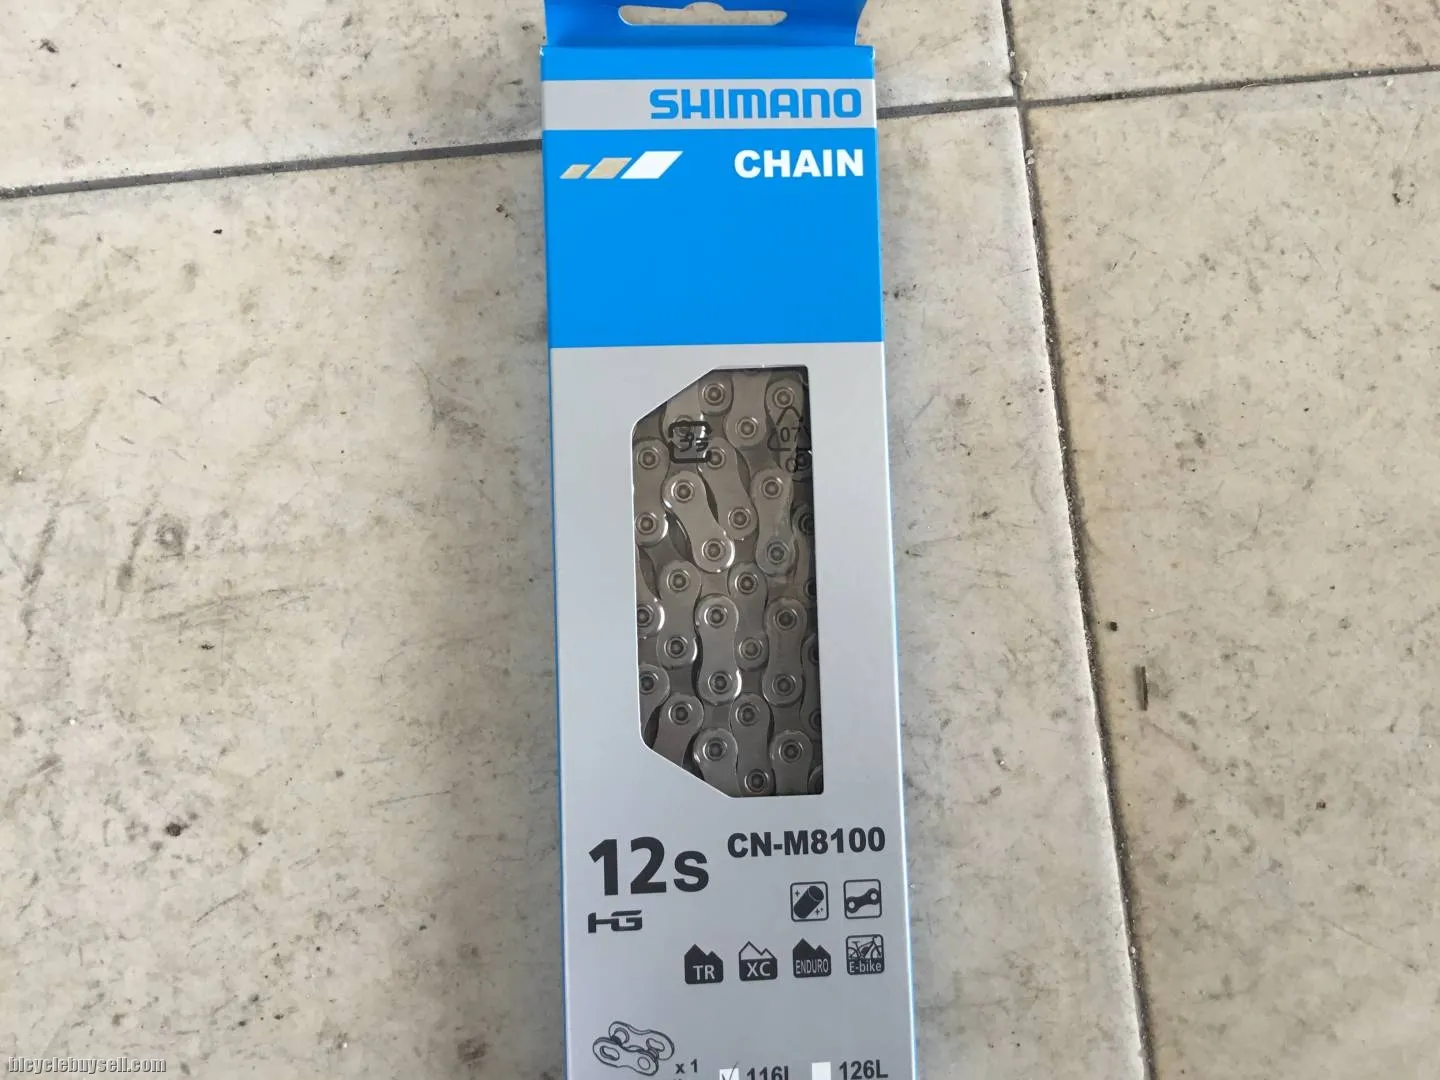 SHIMANO
CHAIN
12s
CN-M8100
HG
TR
XC
ENDURO
E-bike
x 1
116L
126L
bicyclebuysell.com